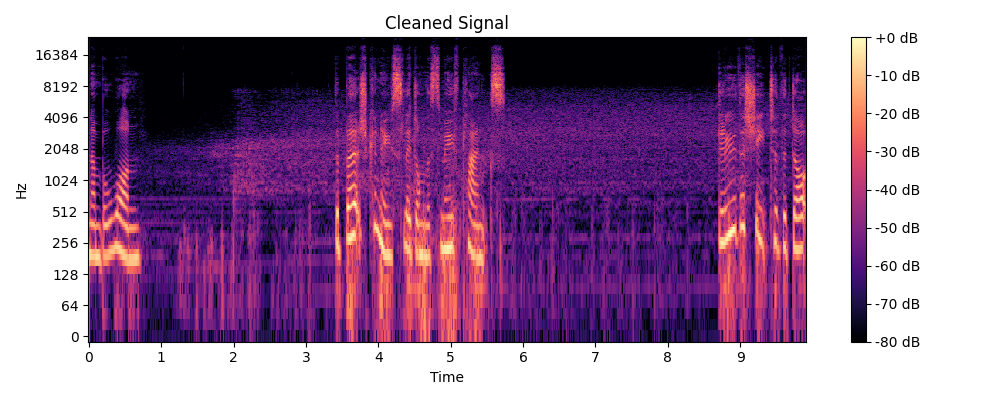 Cleaned Signal
Hz
16384
8192
4096
2048
1024
512
256
128
64
0
0 1 2 3 4 5 6 7 8 9
Time
+0 dB
-10 dB
-20 dB
-30 dB
-40 dB
-50 dB
-60 dB
-70 dB
-80 dB